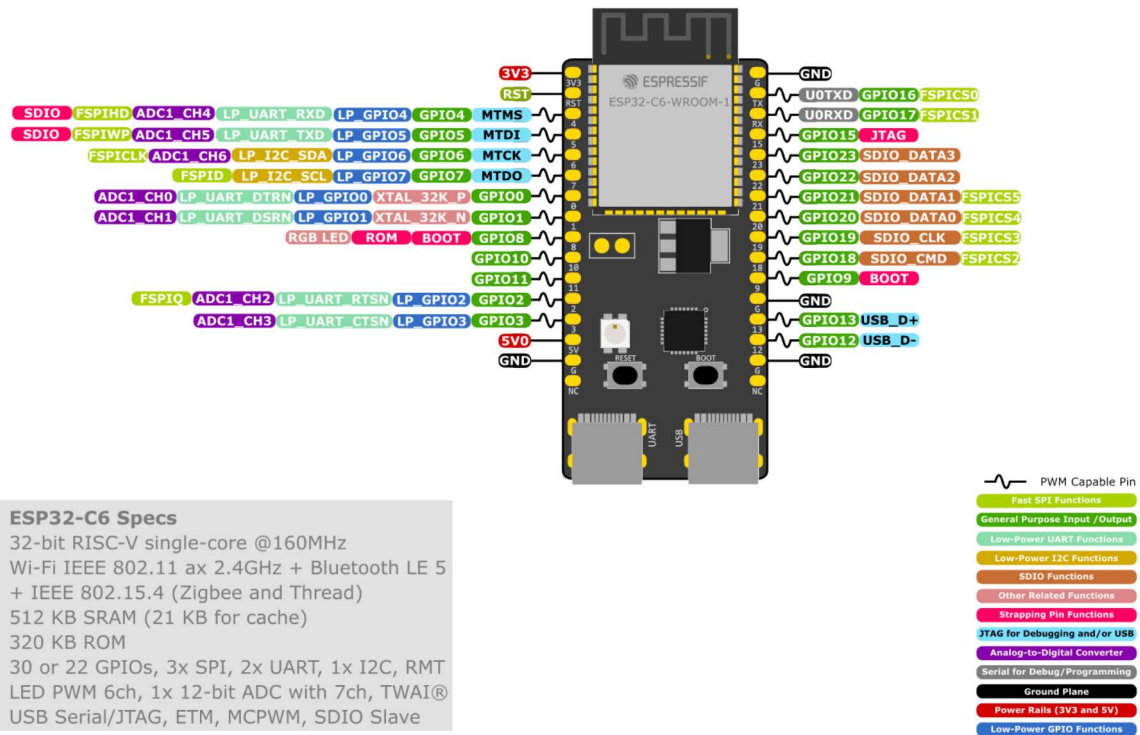 ESPRESSIF
ESP32-C6-WROOM-1
3V3
RST
SDIO FSPIHD ADC1_CH4 LP_UART_RXD LP_GPIO4 GPIO4 MTMS
SDIO FSPIWP ADC1_CH5 LP_UART_TXD LP_GPIO5 GPIO5 MTDI
FSPICLK ADC1_CH6 LP_I2C_SDA LP_GPIO6 GPIO6 MTCK
FSPID LP_I2C_SCL LP_GPIO7 GPIO7 MTDO
ADC1_CH0 LP_UART_DTRN LP_GPIO0 XTAL_32K_P GPIO0
ADC1_CH1 LP_UART_DSRN LP_GPIO1 XTAL_32K_N GPIO1
RGB LED ROM BOOT GPIO8
GPIO10
GPIO11
FSPIQ ADC1_CH2 LP_UART_RTSN LP_GPIO2 GPIO2
ADC1_CH3 LP_UART_CTSN LP_GPIO3 GPIO3
5V0
GND
3V3
RST
4
5
6
7
0
1
8
10
11
2
3
5V
G
NC
G
TX
RX
15
23
22
21
20
19
18
9
G
13
12
G
NC
RESET
BOOT
UART
USB
GND
U0TXD GPIO16 FSPICS0
U0RXD GPIO17 FSPICS1
GPIO15 JTAG
GPIO23 SDIO_DATA3
GPIO22 SDIO_DATA2
GPIO21 SDIO_DATA1 FSPICS5
GPIO20 SDIO_DATA0 FSPICS4
GPIO19 SDIO_CLK FSPICS3
GPIO18 SDIO_CMD FSPICS2
GPIO9 BOOT
GND
GPIO13 USB_D+
GPIO12 USB_D-
GND
ESP32-C6 Specs
32-bit RISC-V single-core @160MHz
Wi-Fi IEEE 802.11 ax 2.4GHz + Bluetooth LE 5
+ IEEE 802.15.4 (Zigbee and Thread)
512 KB SRAM (21 KB for cache)
320 KB ROM
30 or 22 GPIOs, 3x SPI, 2x UART, 1x I2C, RMT
LED PWM 6ch, 1x 12-bit ADC with 7ch, TWAI®
USB Serial/JTAG, ETM, MCPWM, SDIO Slave
PWM Capable Pin
Fast SPI Functions
General Purpose Input /Output
Low-Power UART Functions
Low-Power I2C Functions
SDIO Functions
Other Related Functions
Strapping Pin Functions
JTAG for Debugging and/or USB
Analog-to-Digital Converter
Serial for Debug/Programming
Ground Plane
Power Rails (3V3 and 5V)
Low-Power GPIO Functions